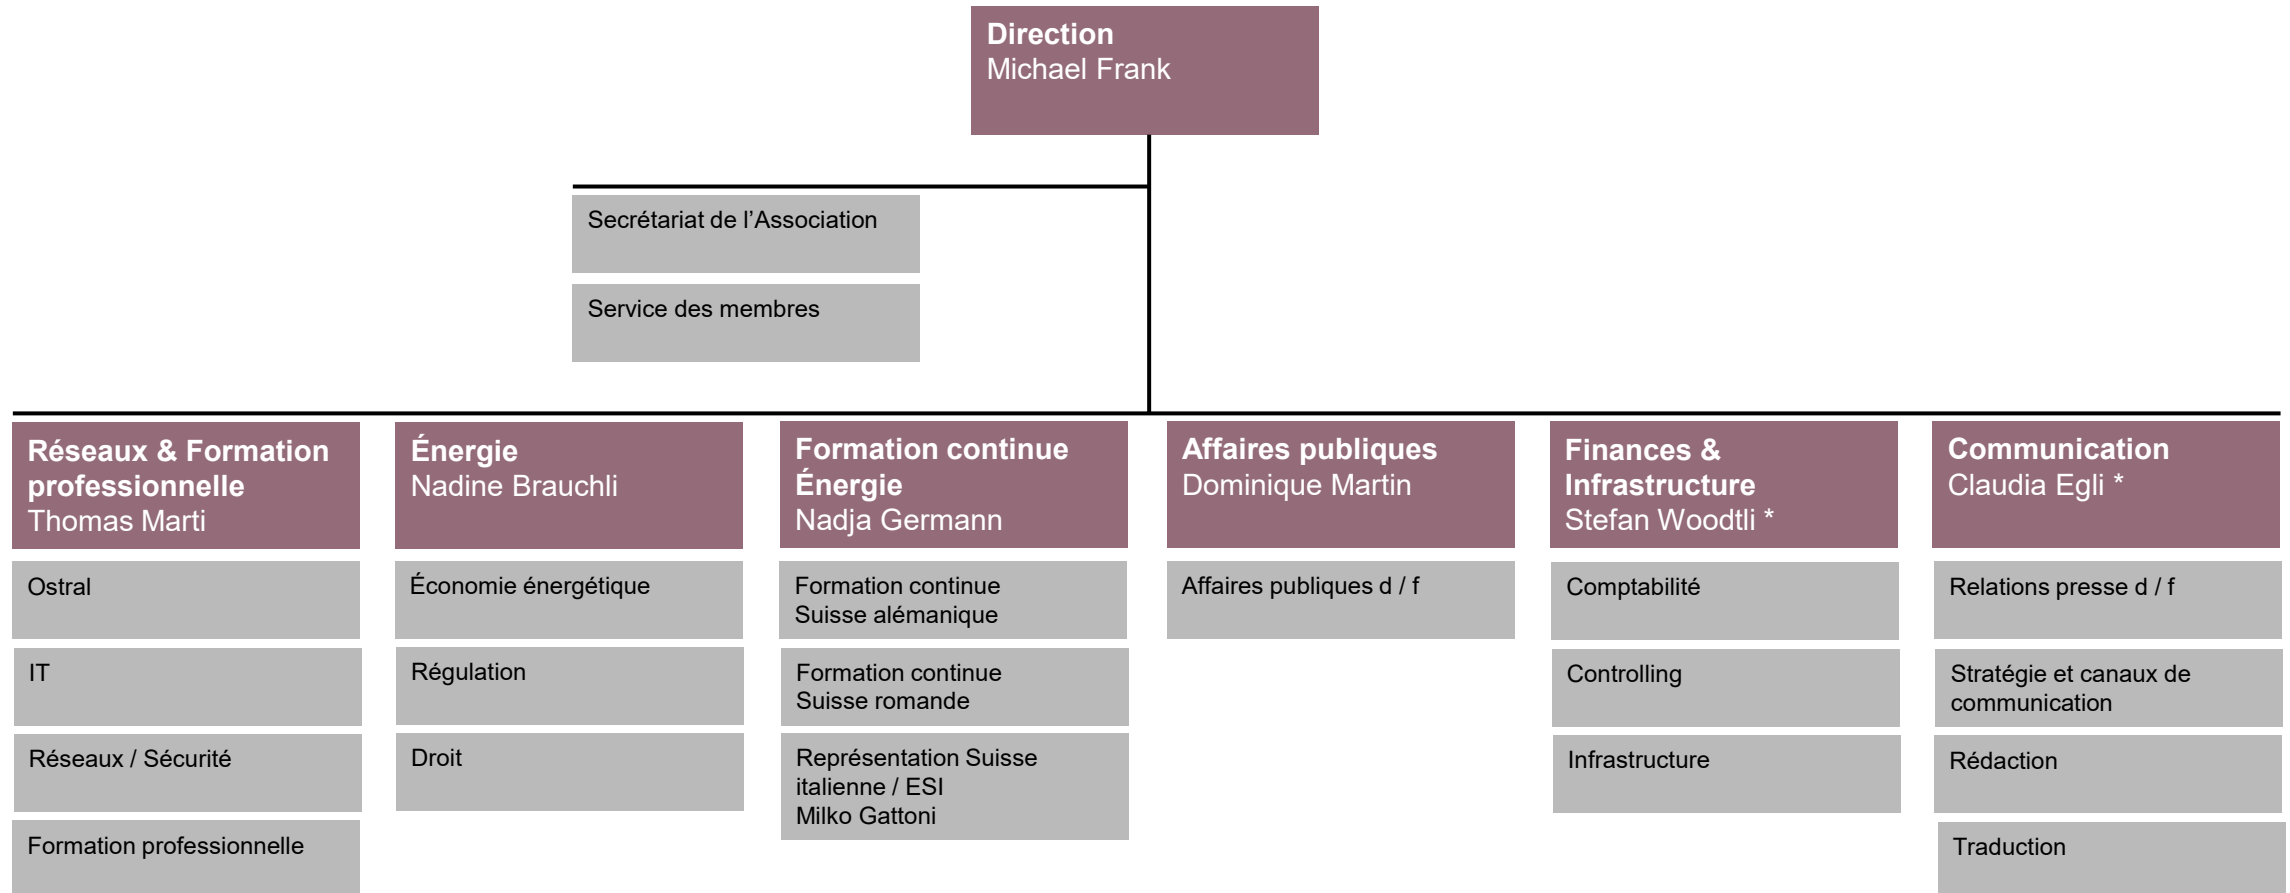 Direction
Michael Frank
Secrétariat de l’Association
Service des membres
Réseaux & Formation
professionnelle
Thomas Marti
Ostral
IT
Réseaux / Sécurité
Formation professionnelle
Énergie
Nadine Brauchli
Économie énergétique
Régulation
Droit
Formation continue
Énergie
Nadja Germann
Formation continue
Suisse alémanique
Formation continue
Suisse romande
Représentation Suisse
italienne / ESI
Milko Gattoni
Affaires publiques
Dominique Martin
Affaires publiques d / f
Finances &
Infrastructure
Stefan Woodtli *
Comptabilité
Controlling
Infrastructure
Communication
Claudia Egli *
Relations presse d / f
Stratégie et canaux de
communication
Rédaction
Traduction